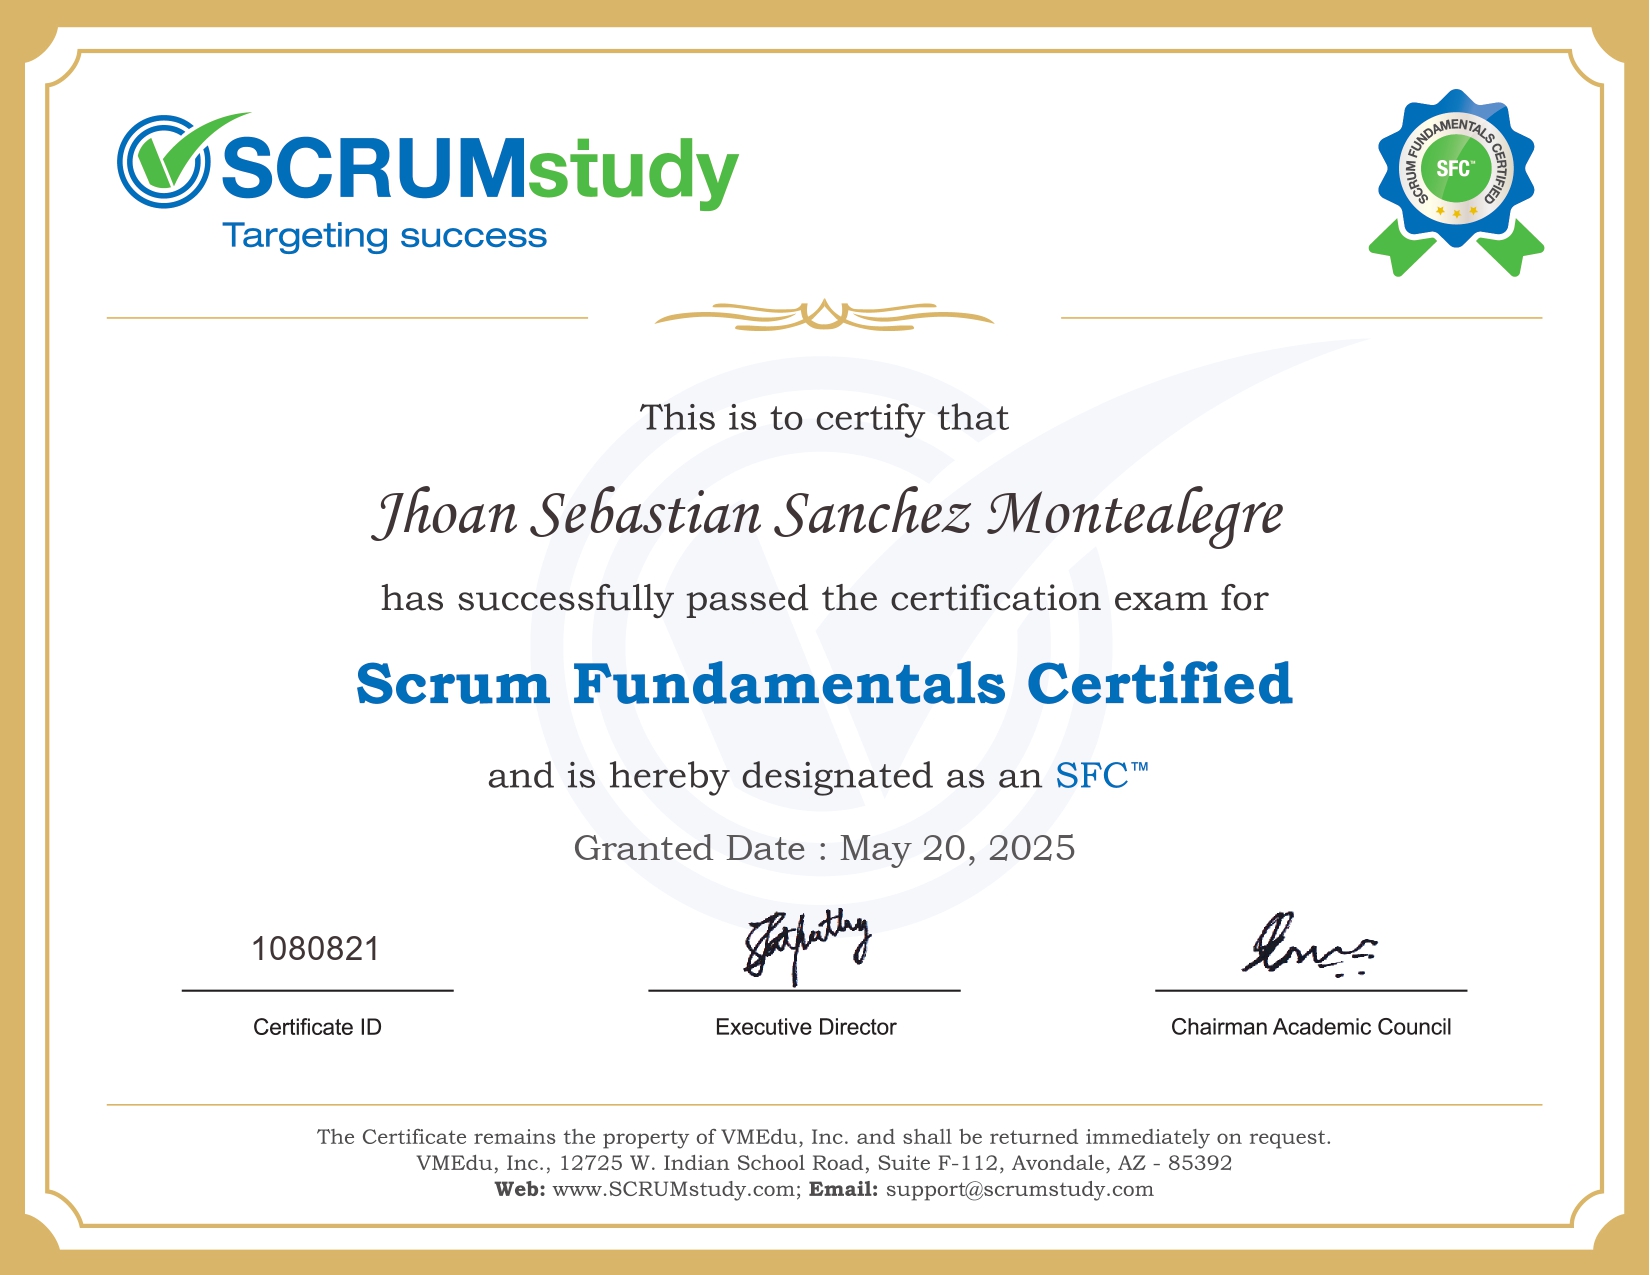 SCRUMstudy
Targeting success
SCRUM FUNDAMENTALS CERTIFIED
SFC™
This is to certify that
Jhoan Sebastian Sanchez Montealegre
has successfully passed the certification exam for
Scrum Fundamentals Certified
and is hereby designated as an SFC™
Granted Date : May 20, 2025
1080821
Certificate ID
Executive Director
Chairman Academic Council
The Certificate remains the property of VMEdu, Inc. and shall be returned immediately on request.
VMEdu, Inc., 12725 W. Indian School Road, Suite F-112, Avondale, AZ - 85392
Web: www.SCRUMstudy.com; Email: support@scrumstudy.com